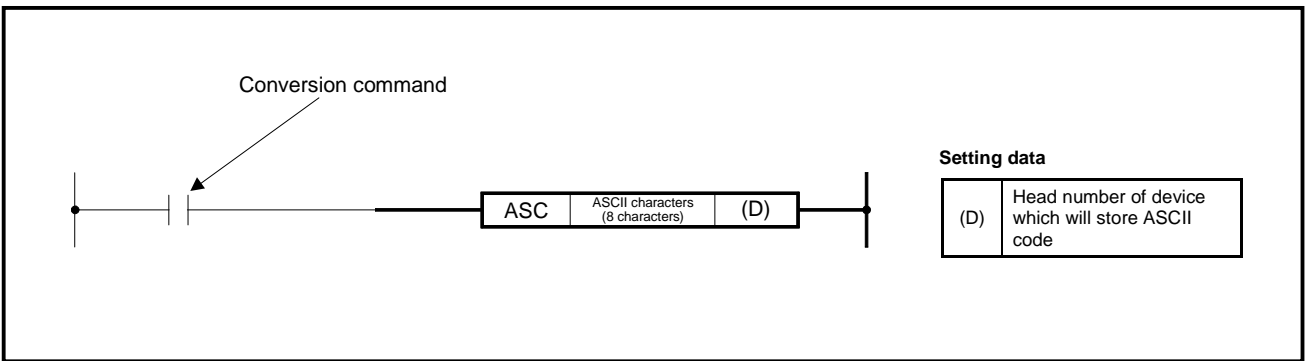 Conversion command
ASC
ASCII characters
(8 characters)
(D)
Setting data
(D)
Head number of device
which will store ASCII
code